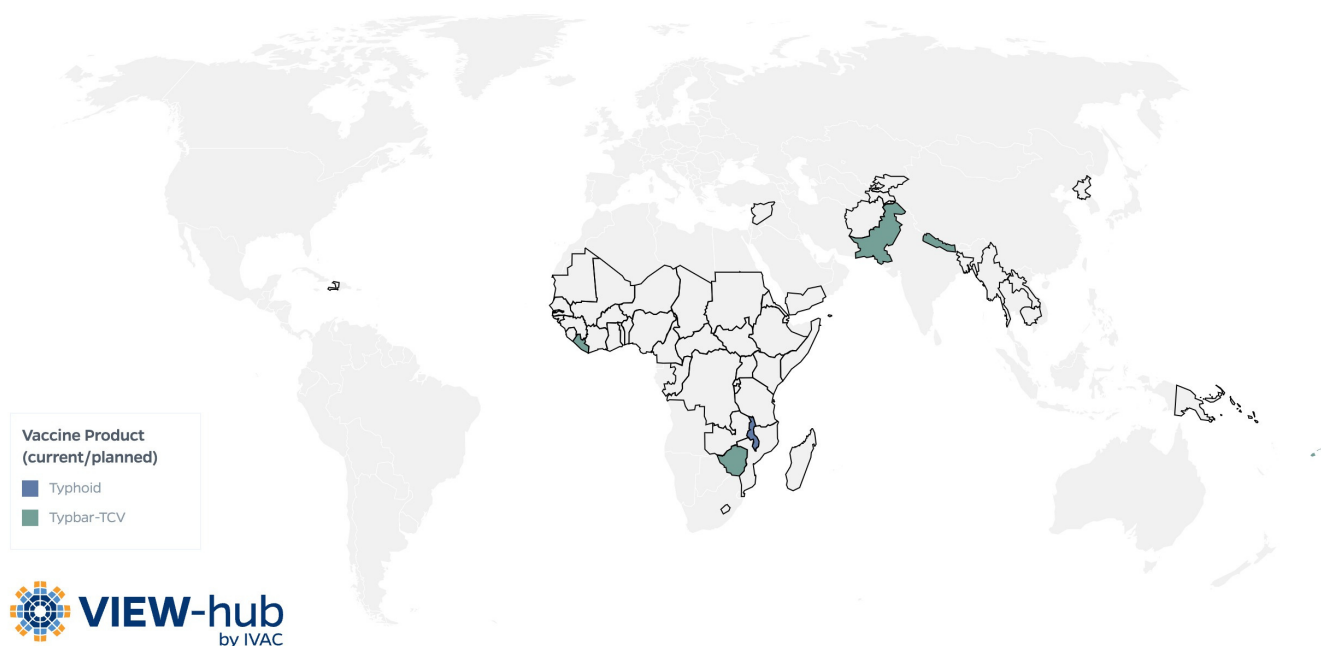 Vaccine Product
(current/planned)
Typhoid
Typbar-TCV
VIEW-hub
by IVAC